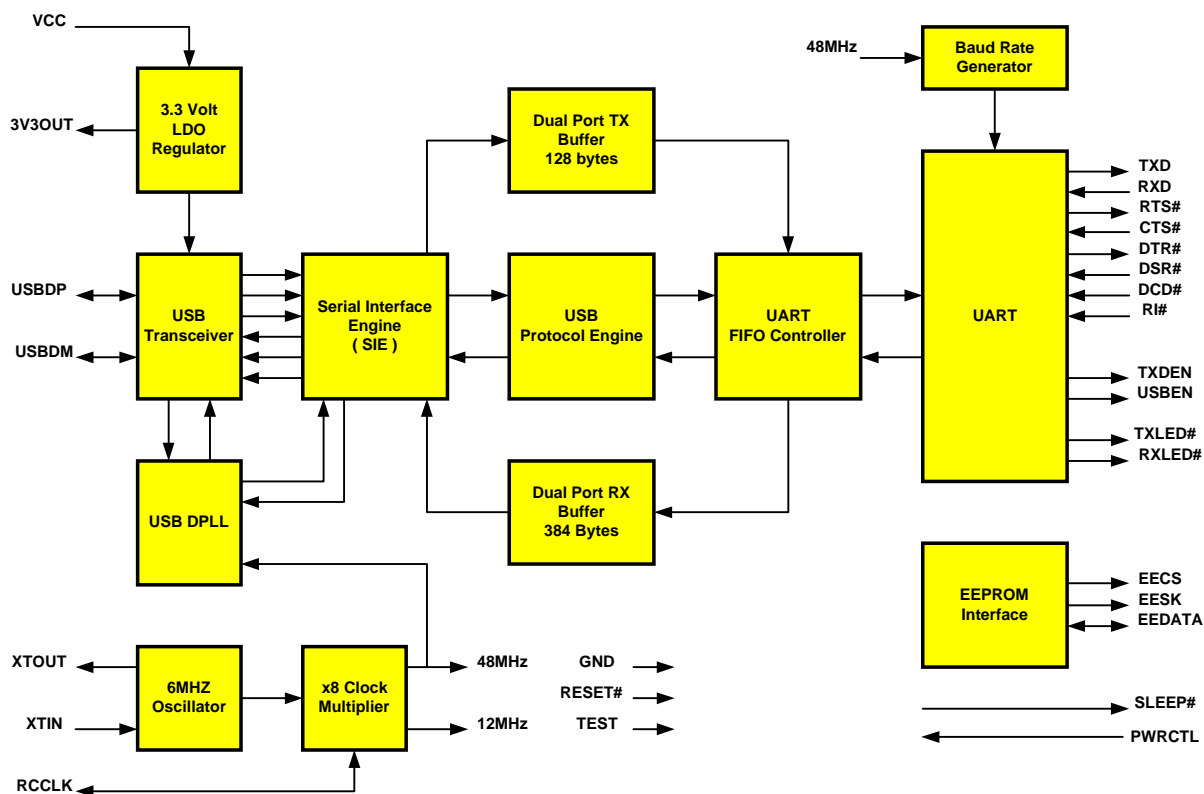 VCC
48MHz
Baud Rate
Generator
3.3 Volt
LDO
Regulator
3V3OUT
Dual Port TX
Buffer
128 bytes
TXD
RXD
RTS#
CTS#
DTR#
DSR#
DCD#
RI#
USBDP
USBDM
USB
Transceiver
Serial Interface
Engine
( SIE )
USB
Protocol Engine
UART
FIFO Controller
UART
TXDEN
USBEN
TXLED#
RXLED#
USB DPLL
Dual Port RX
Buffer
384 Bytes
EEPROM
Interface
EECS
EESK
EEDATA
XTOUT
XTIN
6MHZ
Oscillator
x8 Clock
Multiplier
48MHz
12MHz
GND
RESET#
TEST
SLEEP#
PWRCTL
RCCLK